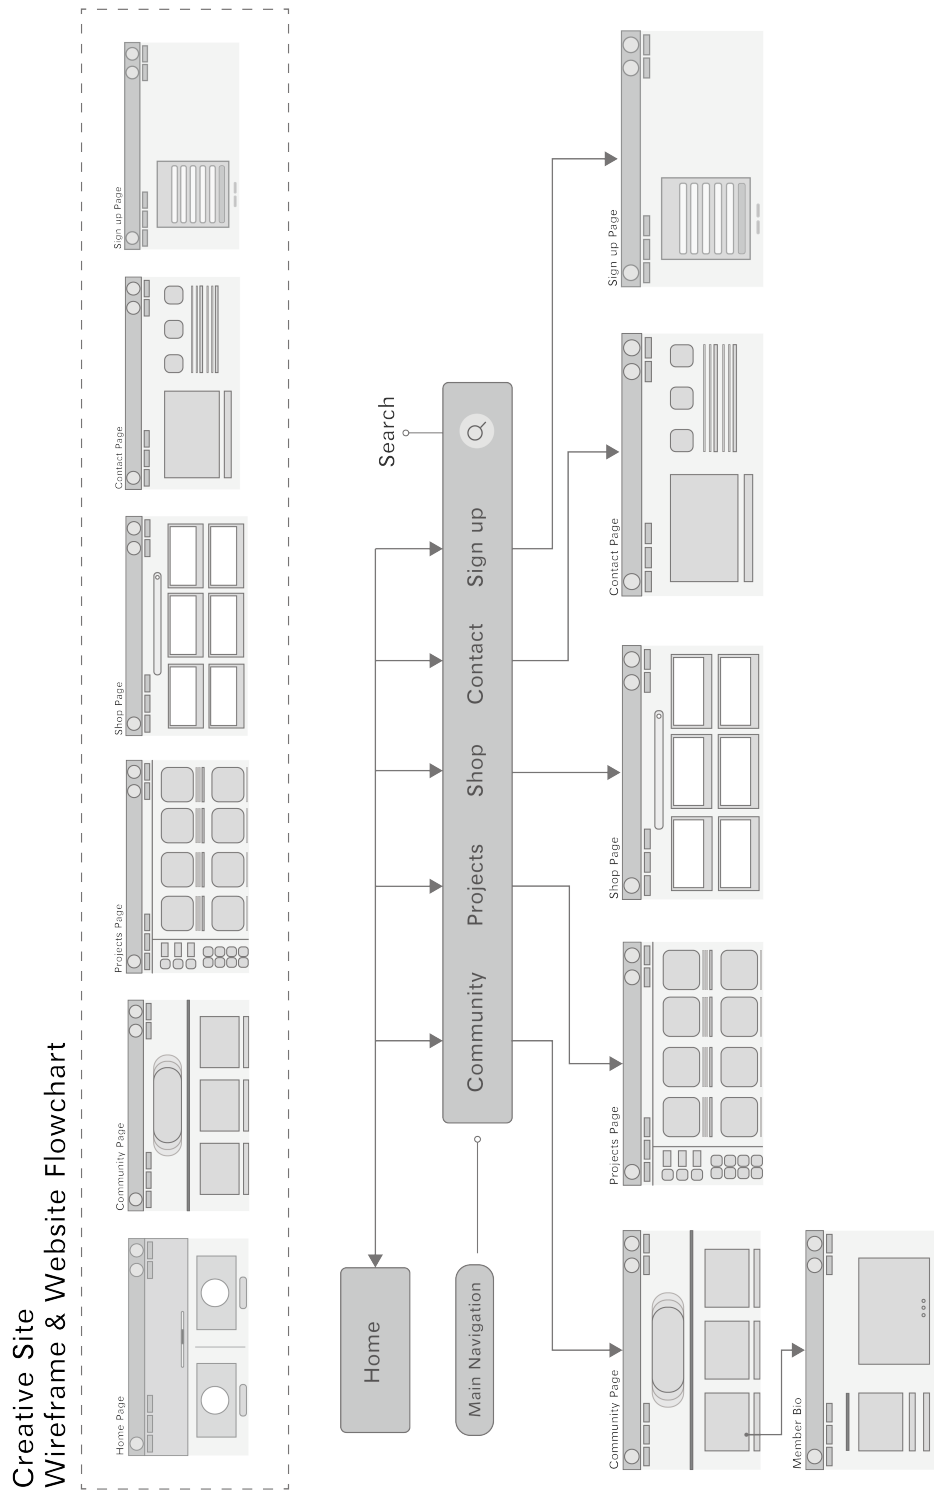 Creative Site
Wireframe & Website Flowchart
Home Page
Community Page
Projects Page
Shop Page
Contact Page
Sign up Page
Home
Search
Main Navigation
Community
Projects
Shop
Contact
Sign up
Community Page
Projects Page
Shop Page
Contact Page
Sign up Page
Member Bio